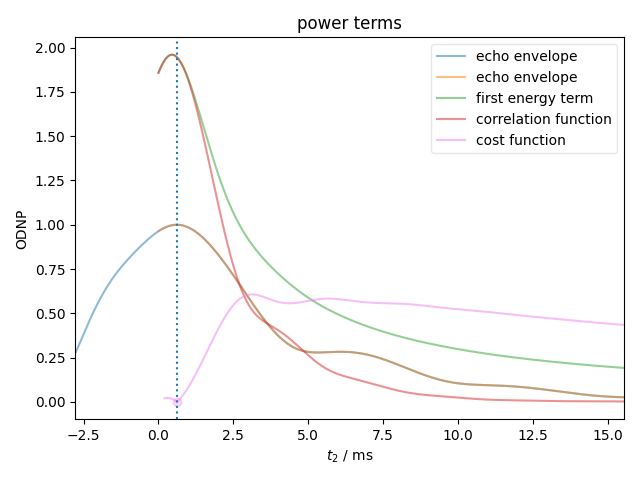 power terms
ODNP
2.00
1.75
1.50
1.25
1.00
0.75
0.50
0.25
0.00
echo envelope
echo envelope
first energy term
correlation function
cost function
−2.5 0.0 2.5 5.0 7.5 10.0 12.5 15.0
t₂ / ms